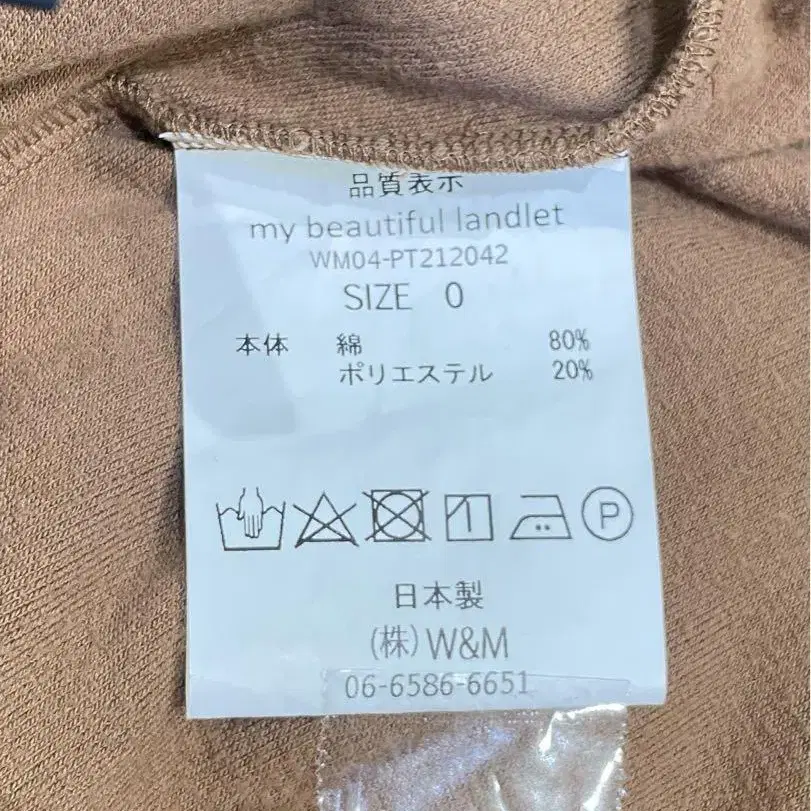 品質表示
my beautiful landlet
WM04-PT212042
SIZE 0
本体 綿 80%
ポリエステル 20%
P
日本製
(株)W&M
06-6586-6651